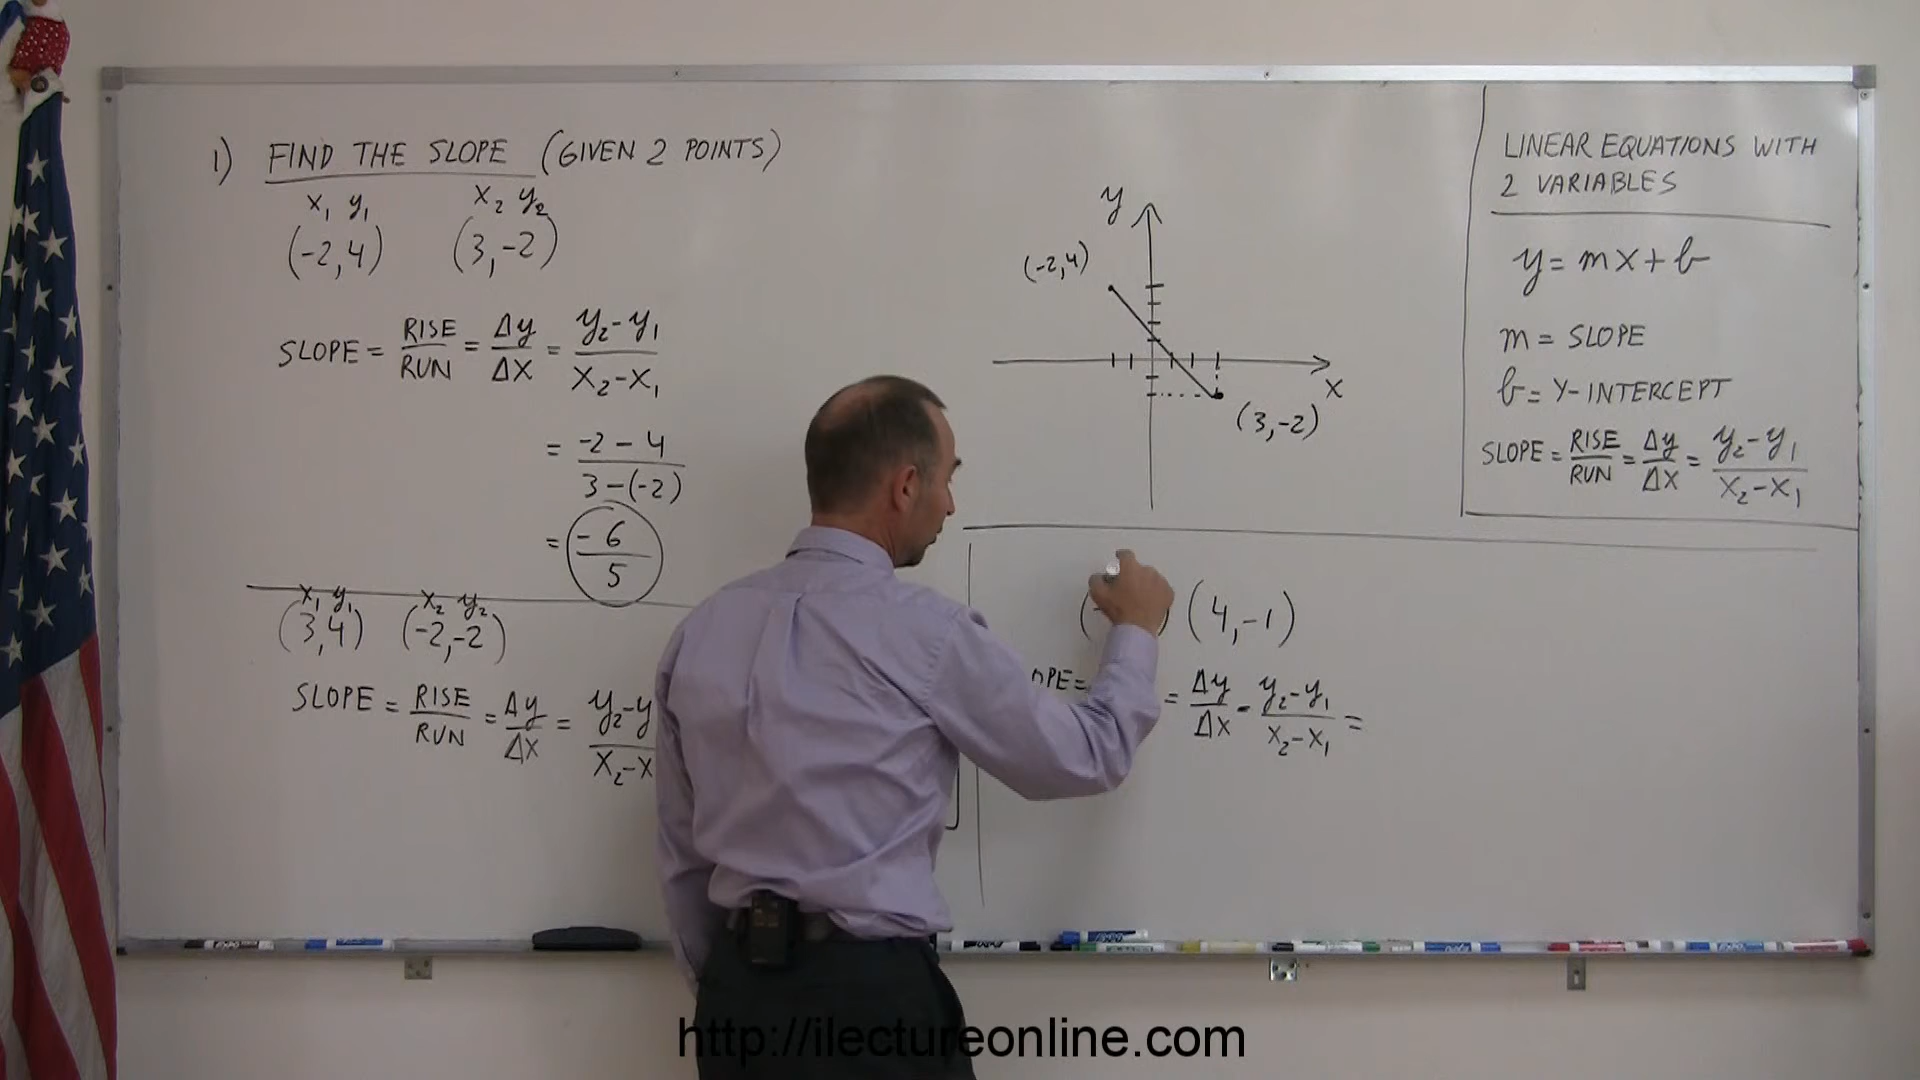 1) FIND THE SLOPE (GIVEN 2 POINTS)
x₁ y₁ x₂ y₂
(-2,4) (3,-2)
SLOPE = RISE/RUN = Δy/Δx = y₂-y₁/x₂-x₁
= -2-4/3-(-2)
= -6/5
x₁ y₁ x₂ y₂
(3,4) (-2,-2)
SLOPE = RISE/RUN = Δy/Δx = y₂-y/x₂-x
y
(-2,4)
x
(3,-2)
LINEAR EQUATIONS WITH
2 VARIABLES
y = mx+b
m = SLOPE
b = Y-INTERCEPT
SLOPE = RISE/RUN = Δy/Δx = y₂-y₁/x₂-x₁
(4,-1)
OPE= = Δy/Δx = y₂-y₁/x₂-x₁ =
http://ilectureonline.com